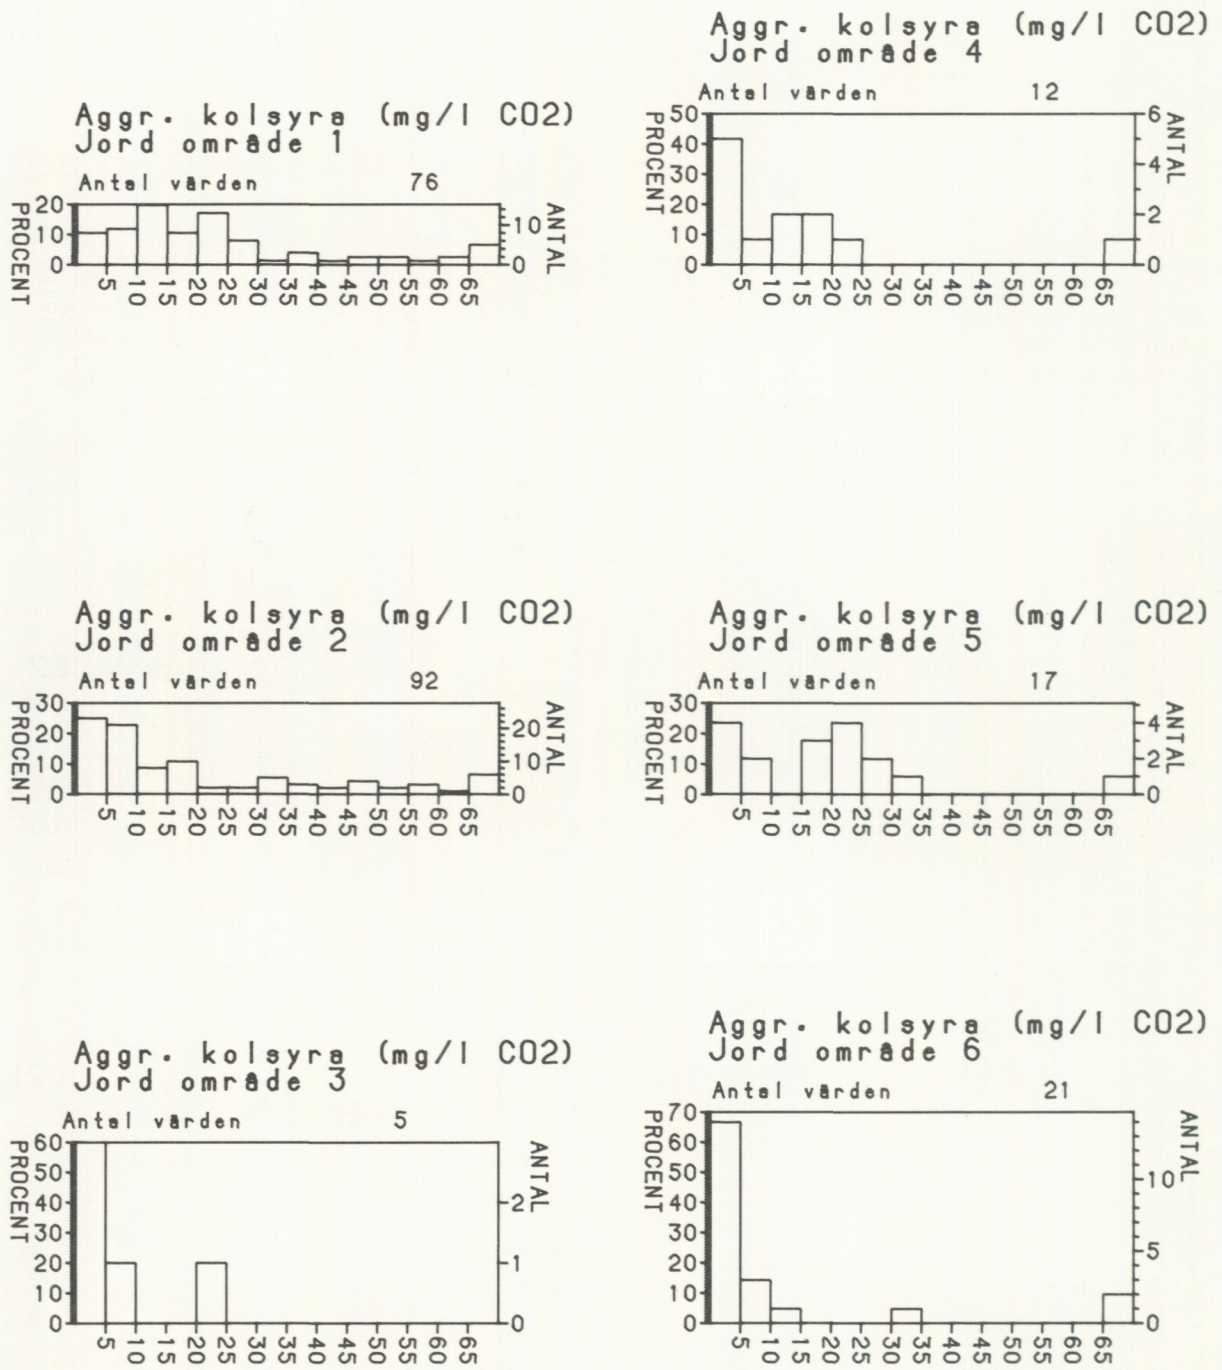 Aggr. kolsyra (mg/l CO2)
Jord område 1
Antal värden 76
PROCENT
20
10
0
ANTAL
10
0
5 10 15 20 25 30 35 40 45 50 55 60 65
Aggr. kolsyra (mg/l CO2)
Jord område 4
Antal värden 12
PROCENT
50
40
30
20
10
0
ANTAL
6
4
2
0
5 10 15 20 25 30 35 40 45 50 55 60 65
Aggr. kolsyra (mg/l CO2)
Jord område 2
Antal värden 92
PROCENT
30
20
10
0
ANTAL
20
10
0
5 10 15 20 25 30 35 40 45 50 55 60 65
Aggr. kolsyra (mg/l CO2)
Jord område 5
Antal värden 17
PROCENT
30
20
10
0
ANTAL
4
2
0
5 10 15 20 25 30 35 40 45 50 55 60 65
Aggr. kolsyra (mg/l CO2)
Jord område 3
Antal värden 5
PROCENT
60
50
40
30
20
10
0
ANTAL
2
1
0
5 10 15 20 25 30 35 40 45 50 55 60 65
Aggr. kolsyra (mg/l CO2)
Jord område 6
Antal värden 21
PROCENT
70
60
50
40
30
20
10
0
ANTAL
10
5
0
5 10 15 20 25 30 35 40 45 50 55 60 65